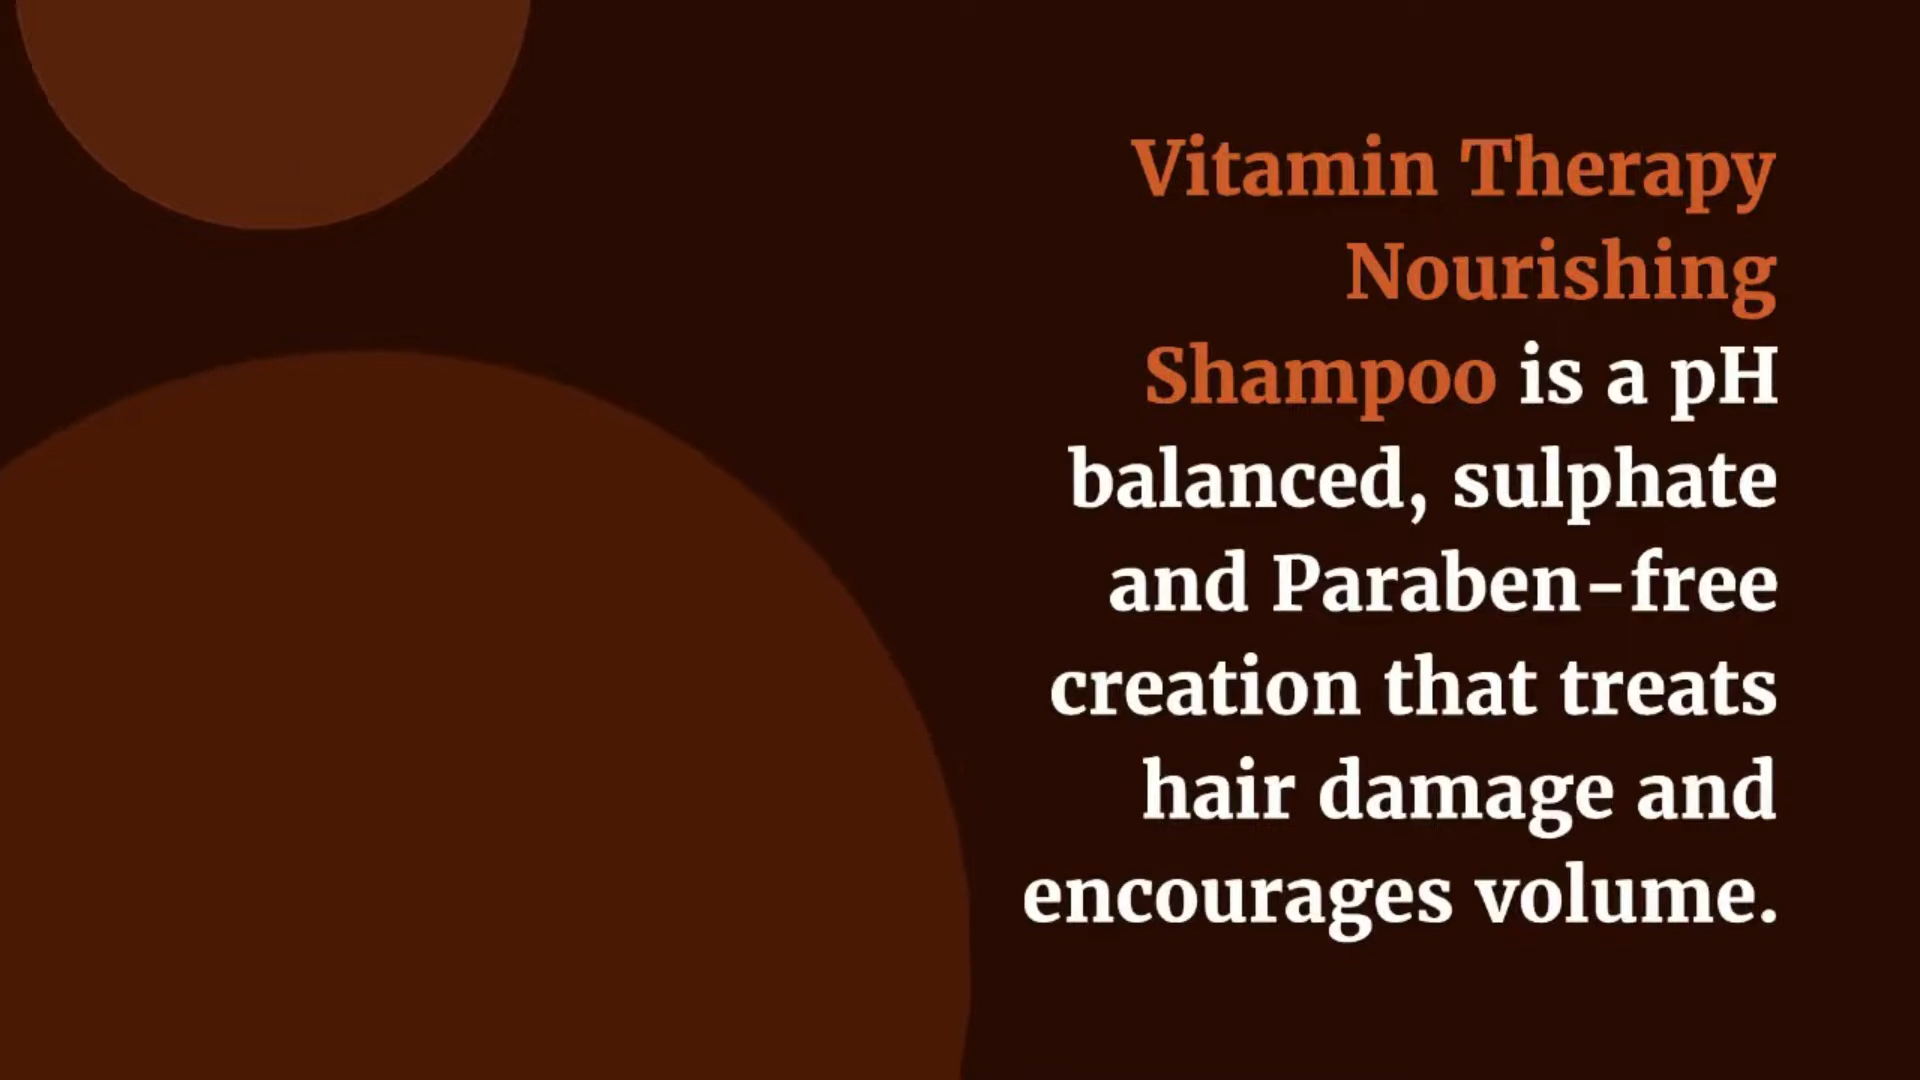 Vitamin Therapy
Nourishing
Shampoo is a pH
balanced, sulphate
and Paraben-free
creation that treats
hair damage and
encourages volume.